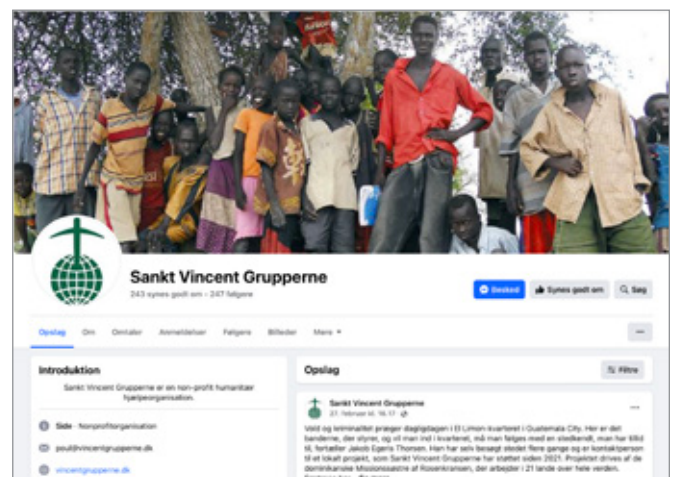 Sankt Vincent Grupperne
243 synes godt om • 247 følgere
Besked
Synes godt om
Søg
Opslag
Om
Omtaler
Anmeldelser
Følgere
Billeder
Mere
Introduktion
Sankt Vincent Grupperne er en non-profit humanitær
hjælpeorganisation.
Side · Nonprofitorganisation
poul@vincentgrupperne.dk
vincentgrupperne.dk
Opslag
Filtre
Sankt Vincent Grupperne
27. februar kl. 16.17
Vold og kriminalitet præger dagligdagen i El Limon-kvarteret i Guatemala City. Her er det
banderne, der styrer, og vil man ind i kvarteret, må man følges med en stedkendt, man har tillid
til, fortæller Jakob Egeris Thorsen. Han har selv besøgt stedet flere gange og er kontaktperson
til et lokalt projekt, som Sankt Vincent Grupperne har støttet siden 2021. Projektet drives af de
dominikanske Missionssøstre af Rosenkransen, der arbejder i 21 lande over hele verden.